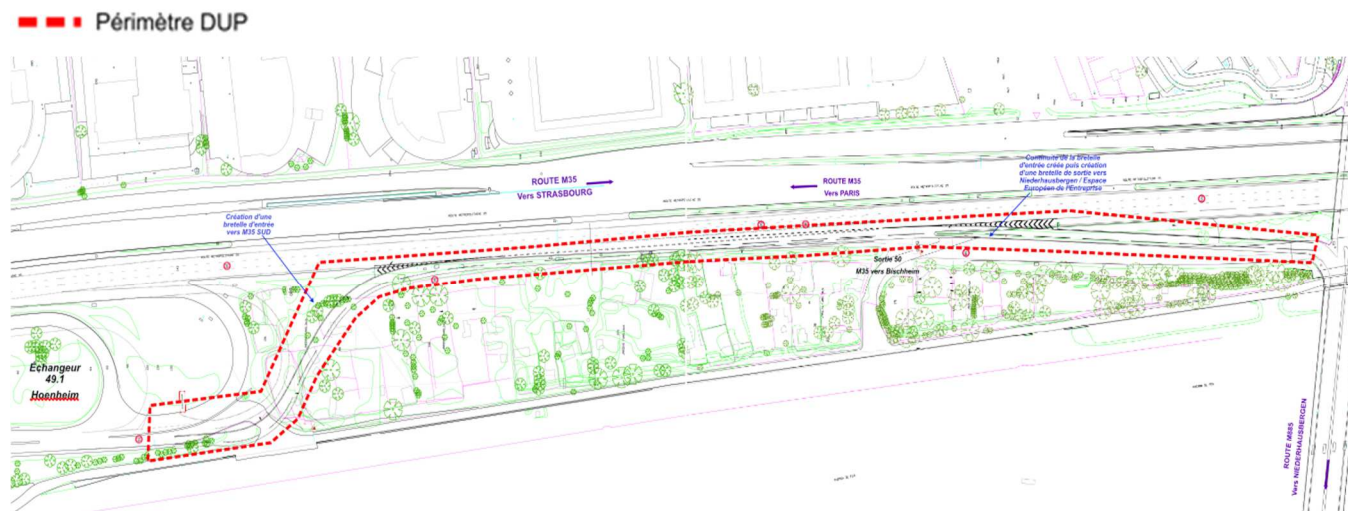 Périmètre DUP
ROUTE M35
Vers STRASBOURG
ROUTE M35
Vers PARIS
Continuité de la bretelle
d'entrée créée puis création
d'une bretelle de sortie vers
Niederhausbergen / Espace
Européen de l'Entreprise
Création d'une
bretelle d'entrée
vers M35 SUD
Sortie 50
M35 vers Bischheim
Echangeur
49.1
Hoenheim
ROUTE M885
Vers NIEDERHAUSBERGEN